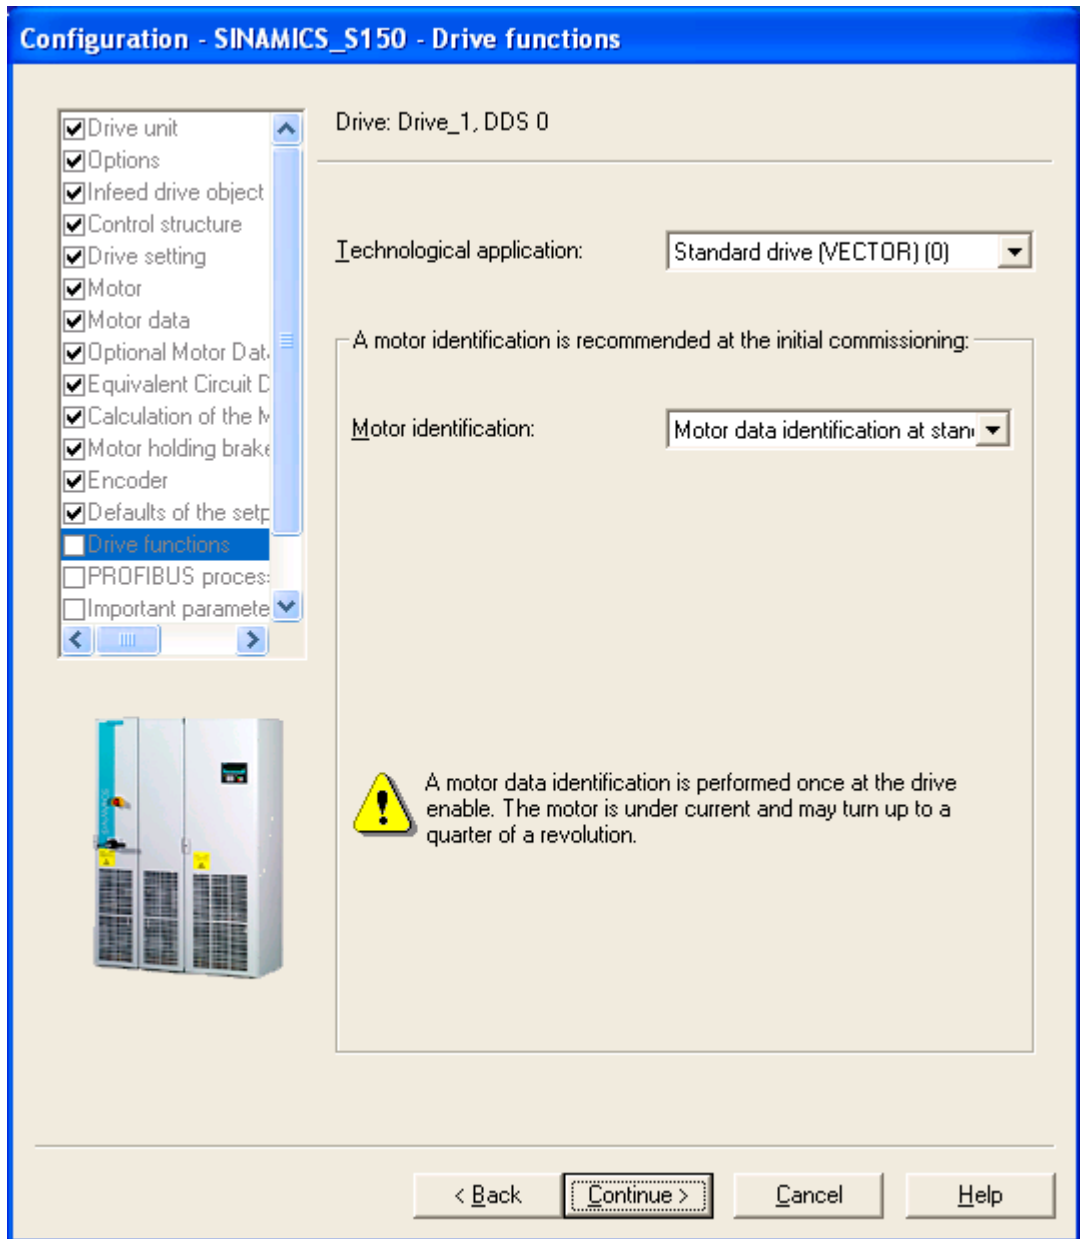 Configuration - SINAMICS_S150 - Drive functions
Drive unit
Options
Infeed drive object
Control structure
Drive setting
Motor
Motor data
Optional Motor Dat
Equivalent Circuit D
Calculation of the M
Motor holding brake
Encoder
Defaults of the setp
Drive functions
PROFIBUS proces
Important paramete
Drive: Drive_1, DDS 0
Technological application:
Standard drive (VECTOR) (0)
A motor identification is recommended at the initial commissioning:
Motor identification:
Motor data identification at stan
A motor data identification is performed once at the drive
enable. The motor is under current and may turn up to a
quarter of a revolution.
SINAMICS
< Back
Continue >
Cancel
Help